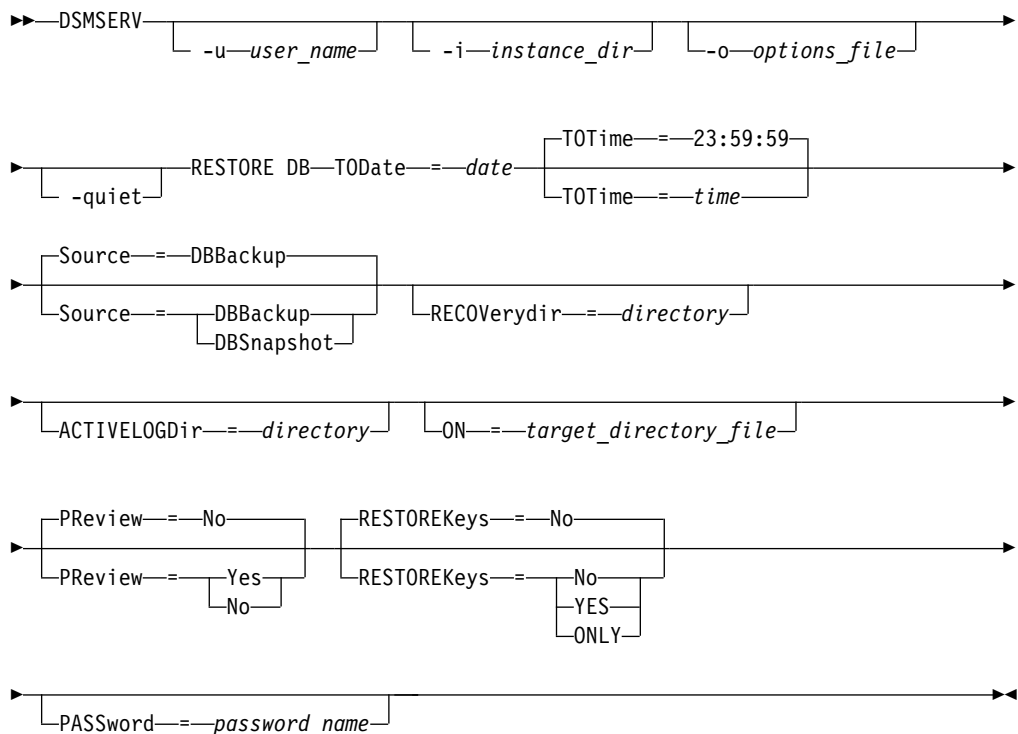 DSMSERV
-u user_name -i instance_dir -o options_file
TOTime = 23:59:59
-quiet RESTORE DB TODate = date
TOTime = time
Source = DBBackup
Source = DBBackup RECOVerydir = directory
DBSnapshot
ACTIVELOGDir = directory ON = target_directory_file
PReview = No RESTOREKeys = No
PReview = Yes RESTOREKeys = No
No YES
ONLY
PASSword = password name